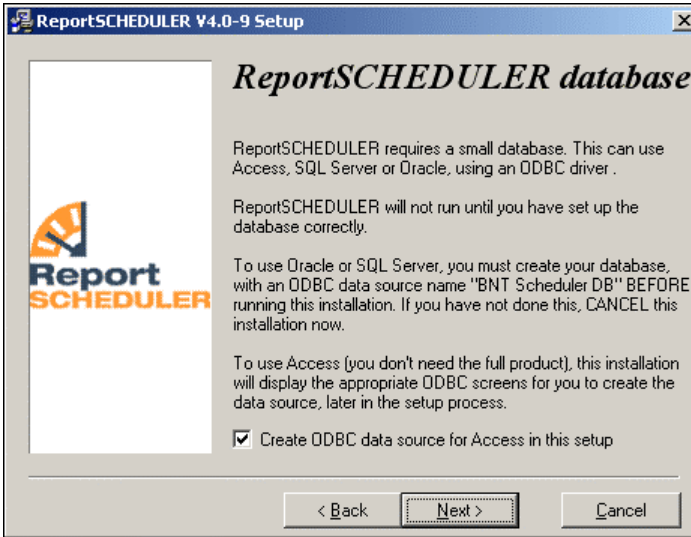 ReportSCHEDULER V4.0-9 Setup
ReportSCHEDULER database
ReportSCHEDULER requires a small database. This can use
Access, SQL Server or Oracle, using an ODBC driver .
ReportSCHEDULER will not run until you have set up the
database correctly.
To use Oracle or SQL Server, you must create your database,
with an ODBC data source name "BNT Scheduler DB" BEFORE
running this installation. If you have not done this, CANCEL this
installation now.
To use Access (you don't need the full product), this installation
will display the appropriate ODBC screens for you to create the
data source, later in the setup process.
Create ODBC data source for Access in this setup
Report
SCHEDULER
< Back
Next >
Cancel